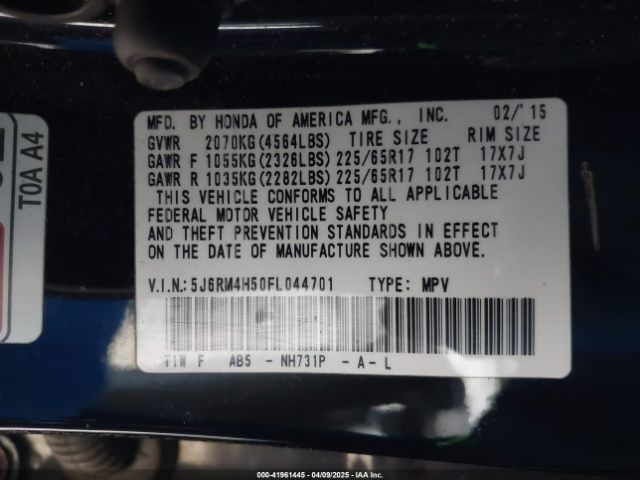 MFD. BY HONDA OF AMERICA MFG., INC. 02/'15
GVWR 2070KG(4564LBS) TIRE SIZE RIM SIZE
GAWR F 1055KG(2326LBS) 225/65R17 102T 17X7J
GAWR R 1035KG(2282LBS) 225/65R17 102T 17X7J
THIS VEHICLE CONFORMS TO ALL APPLICABLE
FEDERAL MOTOR VEHICLE SAFETY
AND THEFT PREVENTION STANDARDS IN EFFECT
ON THE DATE OF MANUFACTURE SHOWN ABOVE.
V.I.N.: 5J6RM4H50FL044701 TYPE: MPV
T1W F AB5 - NH731P - A - L
T0A A4
000-41961445 - 04/09/2025 - IAA Inc.